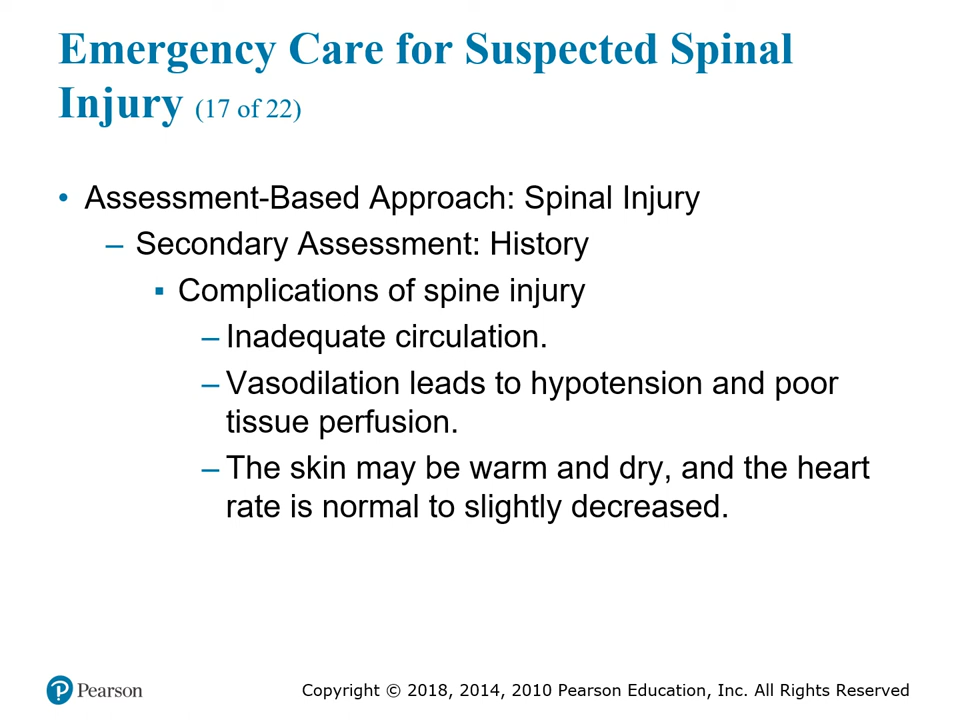 Emergency Care for Suspected Spinal
Injury (17 of 22)
• Assessment-Based Approach: Spinal Injury
– Secondary Assessment: History
▪ Complications of spine injury
– Inadequate circulation.
– Vasodilation leads to hypotension and poor
tissue perfusion.
– The skin may be warm and dry, and the heart
rate is normal to slightly decreased.
Pearson
Copyright © 2018, 2014, 2010 Pearson Education, Inc. All Rights Reserved